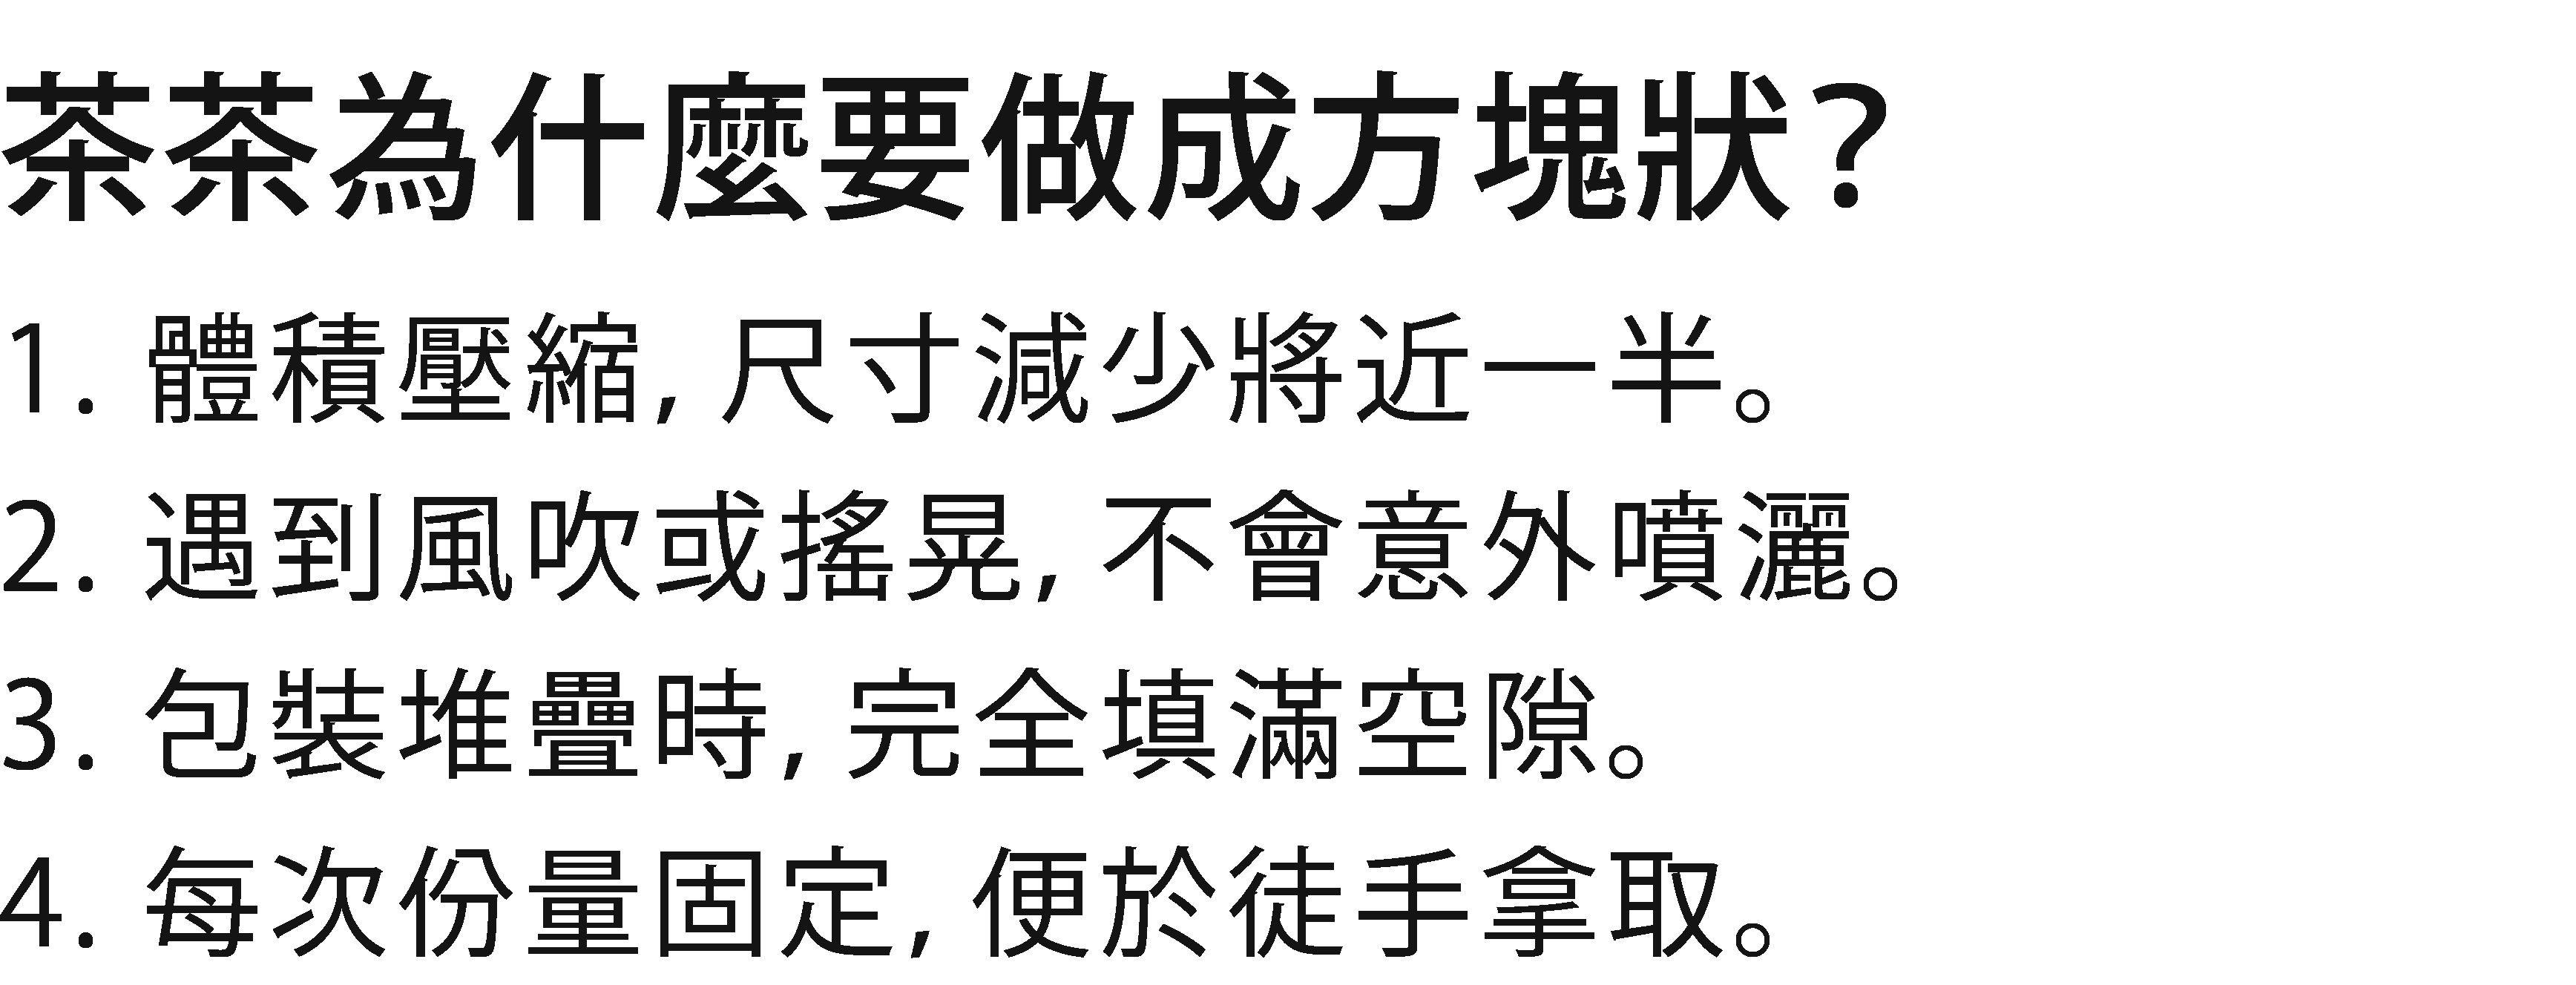 茶茶為什麼要做成方塊狀？
1. 體積壓縮, 尺寸減少將近一半。
2. 遇到風吹或搖晃, 不會意外噴灑。
3. 包裝堆疊時, 完全填滿空隙。
4. 每次份量固定, 便於徒手拿取。